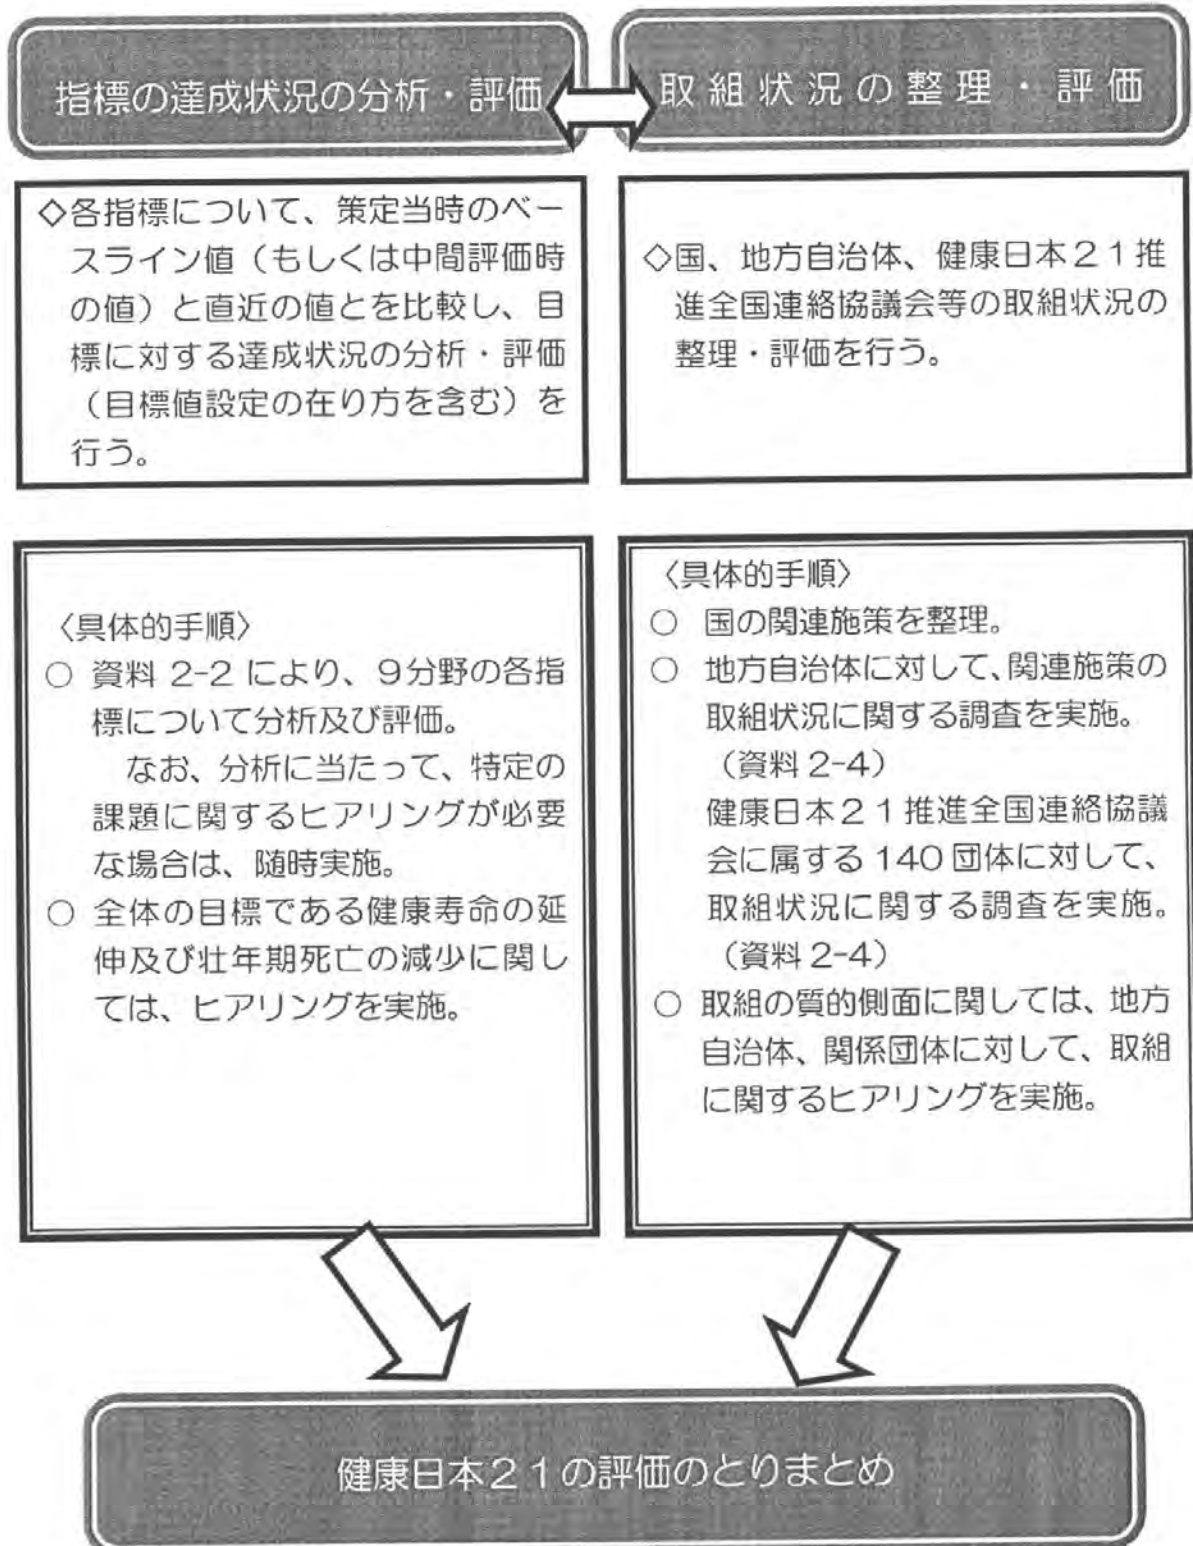 指標の達成状況の分析・評価
取組状況の整理・評価
◇各指標について、策定当時のベー
スライン値（もしくは中間評価時
の値）と直近の値とを比較し、目
標に対する達成状況の分析・評価
（目標値設定の在り方を含む）を
行う。
◇国、地方自治体、健康日本２１推
進全国連絡協議会等の取組状況の
整理・評価を行う。
〈具体的手順〉
○ 資料 2-2 により、９分野の各指
標について分析及び評価。
なお、分析に当たって、特定の
課題に関するヒアリングが必要
な場合は、随時実施。
○ 全体の目標である健康寿命の延
伸及び壮年期死亡の減少に関し
ては、ヒアリングを実施。
〈具体的手順〉
○ 国の関連施策を整理。
○ 地方自治体に対して、関連施策の
取組状況に関する調査を実施。
（資料 2-4）
健康日本２１推進全国連絡協議
会に属する 140 団体に対して、
取組状況に関する調査を実施。
（資料 2-4）
○ 取組の質的側面に関しては、地方
自治体、関係団体に対して、取組
に関するヒアリングを実施。
健康日本２１の評価のとりまとめ